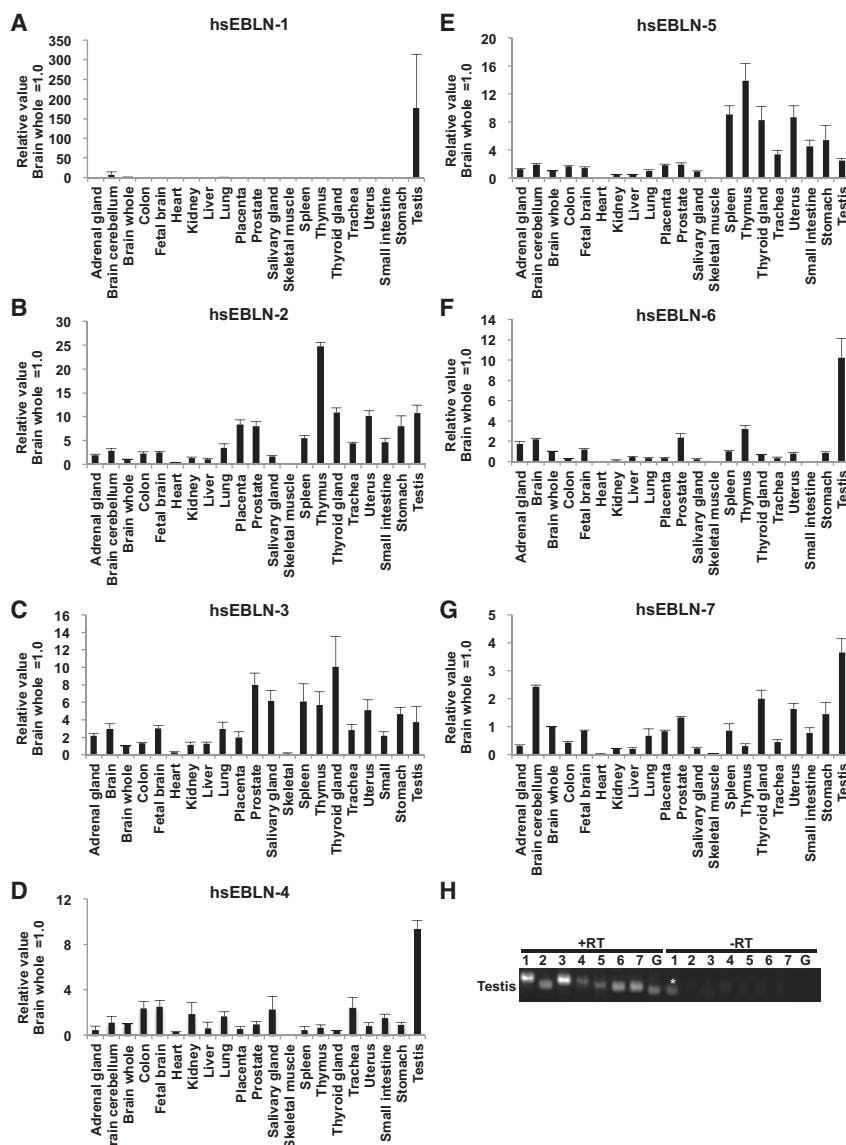 A
hsEBLN-1
Relative value
Brain whole =1.0
350
300
250
200
150
100
50
0
Adrenal gland
Brain cerebellum
Brain whole
Colon
Fetal brain
Heart
Kidney
Liver
Lung
Placenta
Prostate
Salivary gland
Skeletal muscle
Spleen
Thymus
Thyroid gland
Trachea
Uterus
Small intestine
Stomach
Testis
B
hsEBLN-2
Relative value
Brain whole =1.0
30
25
20
15
10
5
0
Adrenal gland
Brain cerebellum
Brain whole
Colon
Fetal brain
Heart
Kidney
Liver
Lung
Placenta
Prostate
Salivary gland
Skeletal muscle
Spleen
Thymus
Thyroid gland
Trachea
Uterus
Small intestine
Stomach
Testis
C
hsEBLN-3
Relative value
Brain whole =1.0
16
14
12
10
8
6
4
2
0
Adrenal gland
Brain
Brain whole
Colon
Fetal brain
Heart
Kidney
Liver
Lung
Placenta
Prostate
Salivary gland
Skeletal
Spleen
Thymus
Thyroid gland
Trachea
Uterus
Small
Stomach
Testis
D
hsEBLN-4
Relative value
Brain whole =1.0
12
9
6
4
2
0
Adrenal gland
Brain cerebellum
Brain whole
Colon
Fetal brain
Heart
Kidney
Liver
Lung
Placenta
Prostate
Salivary gland
Skeletal muscle
Spleen
Thymus
Thyroid gland
Trachea
Uterus
Small intestine
Stomach
Testis
E
hsEBLN-5
Relative value
Brain whole =1.0
20
16
12
8
4
0
Adrenal gland
Brain cerebellum
Brain whole
Colon
Fetal brain
Heart
Kidney
Liver
Lung
Placenta
Prostate
Salivary gland
Skeletal muscle
Spleen
Thymus
Thyroid gland
Trachea
Uterus
Small intestine
Stomach
Testis
F
hsEBLN-6
Relative value
Brain whole =1.0
14
12
10
8
6
4
2
0
Adrenal gland
Brain
Brain whole
Colon
Fetal brain
Heart
Kidney
Liver
Lung
Placenta
Prostate
Salivary gland
Skeletal muscle
Spleen
Thymus
Thyroid gland
Trachea
Uterus
Small intestine
Stomach
Testis
G
hsEBLN-7
Relative value
Brain whole =1.0
5
4
3
2
1
0
Adrenal gland
Brain cerebellum
Brain whole
Colon
Fetal brain
Heart
Kidney
Liver
Lung
Placenta
Prostate
Salivary gland
Skeletal muscle
Spleen
Thymus
Thyroid gland
Trachea
Uterus
Small intestine
Stomach
Testis
H
+RT -RT
1 2 3 4 5 6 7 G 1 2 3 4 5 6 7 G
Testis *